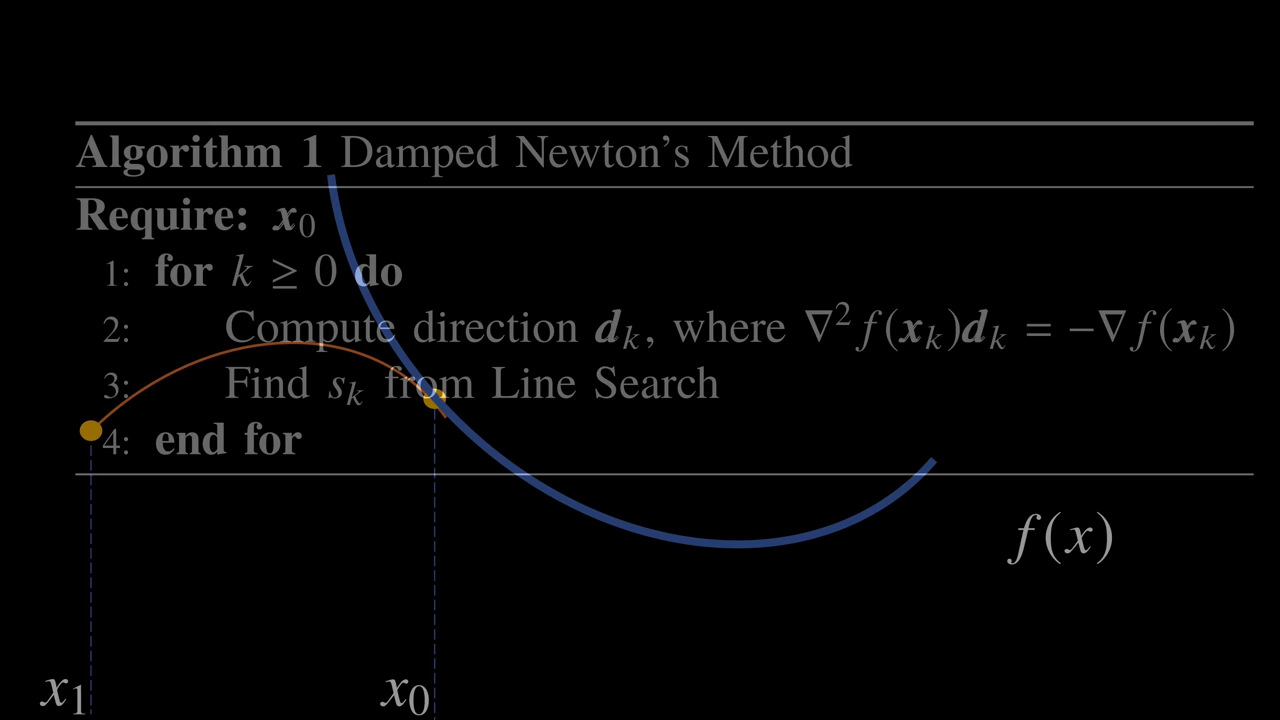 Algorithm 1 Damped Newton's Method
Require: 𝒙₀
1: for k ≥ 0 do
2: Compute direction 𝒅ₖ, where ∇²f(𝒙ₖ)𝒅ₖ = −∇f(𝒙ₖ)
3: Find sₖ from Line Search
4: end for
f(x)
x₁ x₀